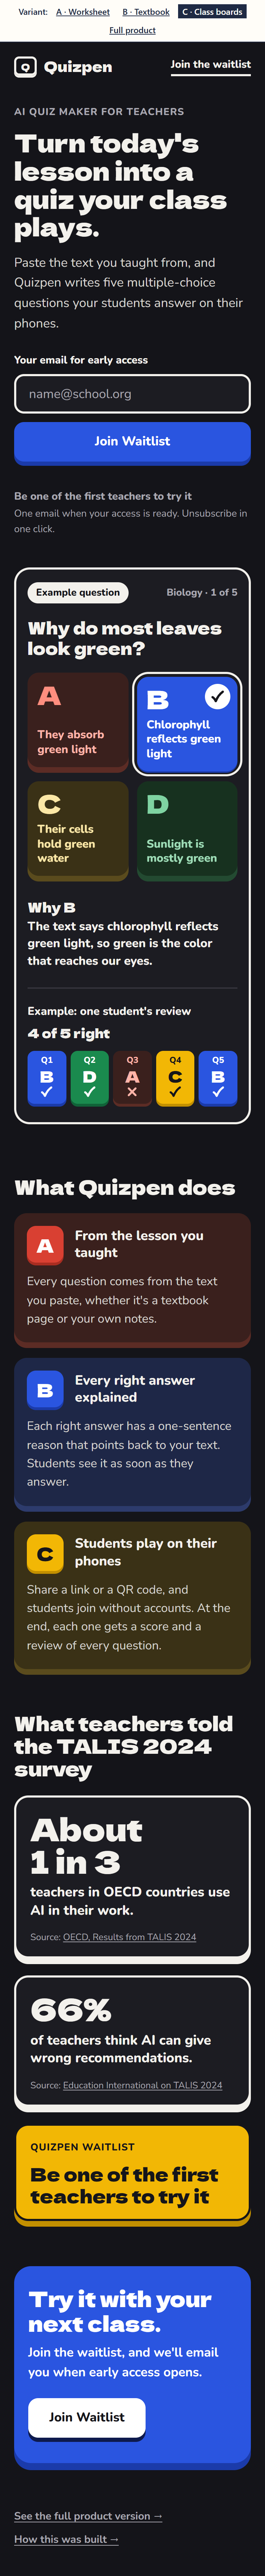 Variant: A · Worksheet B · Textbook C · Class boards
Full product
Q Quizpen Join the waitlist
AI QUIZ MAKER FOR TEACHERS
Turn today's
lesson into a
quiz your class
plays.
Paste the text you taught from, and
Quizpen writes five multiple-choice
questions your students answer on their
phones.
Your email for early access
name@school.org
Join Waitlist
Be one of the first teachers to try it
One email when your access is ready. Unsubscribe in
one click.
Example question Biology · 1 of 5
Why do most leaves
look green?
A
They absorb
green light
B
Chlorophyll
reflects green
light
C
Their cells
hold green
water
D
Sunlight is
mostly green
Why B
The text says chlorophyll reflects
green light, so green is the color
that reaches our eyes.
Example: one student's review
4 of 5 right
Q1 Q2 Q3 Q4 Q5
B D A C B
✓ ✓ ✕ ✓ ✓
What Quizpen does
A
From the lesson you
taught
Every question comes from the text
you paste, whether it's a textbook
page or your own notes.
B
Every right answer
explained
Each right answer has a one-sentence
reason that points back to your text.
Students see it as soon as they
answer.
C
Students play on their
phones
Share a link or a QR code, and
students join without accounts. At the
end, each one gets a score and a
review of every question.
What teachers told
the TALIS 2024
survey
About
1 in 3
teachers in OECD countries use
AI in their work.
Source: OECD, Results from TALIS 2024
66%
of teachers think AI can give
wrong recommendations.
Source: Education International on TALIS 2024
QUIZPEN WAITLIST
Be one of the first
teachers to try it
Try it with your
next class.
Join the waitlist, and we'll email
you when early access opens.
Join Waitlist
See the full product version →
How this was built →